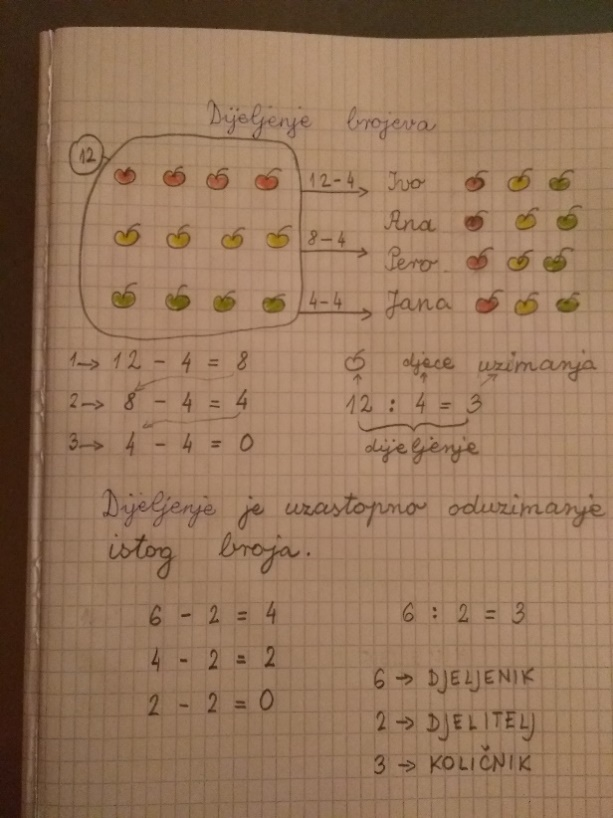 Dijeljenje brojeva
12
12-4 Ivo
Ana
8-4 Pero
4-4 Jana
1→ 12 - 4 = 8
2→ 8 - 4 = 4
3→ 4 - 4 = 0
djece uzimanja
12 : 4 = 3
dijeljenje
Dijeljenje je uzastopno oduzimanje
istog broja.
6 - 2 = 4
4 - 2 = 2
2 - 2 = 0
6 : 2 = 3
6 → DJELJENIK
2 → DJELITELJ
3 → KOLIČNIK